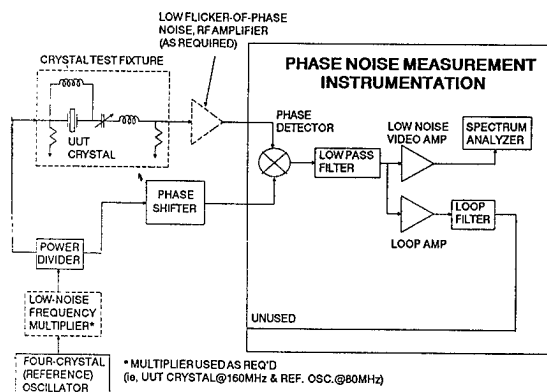 LOW FLICKER-OF-PHASE
NOISE, RF AMPLIFIER
(AS REQUIRED)
CRYSTAL TEST FIXTURE
UUT
CRYSTAL
PHASE NOISE MEASUREMENT
INSTRUMENTATION
PHASE
DETECTOR
LOW NOISE
VIDEO AMP
SPECTRUM
ANALYZER
LOW PASS
FILTER
LOOP
FILTER
LOOP AMP
PHASE
SHIFTER
POWER
DIVIDER
UNUSED
LOW-NOISE
FREQUENCY
MULTIPLIER*
FOUR-CRYSTAL
(REFERENCE)
OSCILLATOR
* MULTIPLIER USED AS REQ'D
(ie, UUT CRYSTAL@160MHz & REF. OSC.@80MHz)